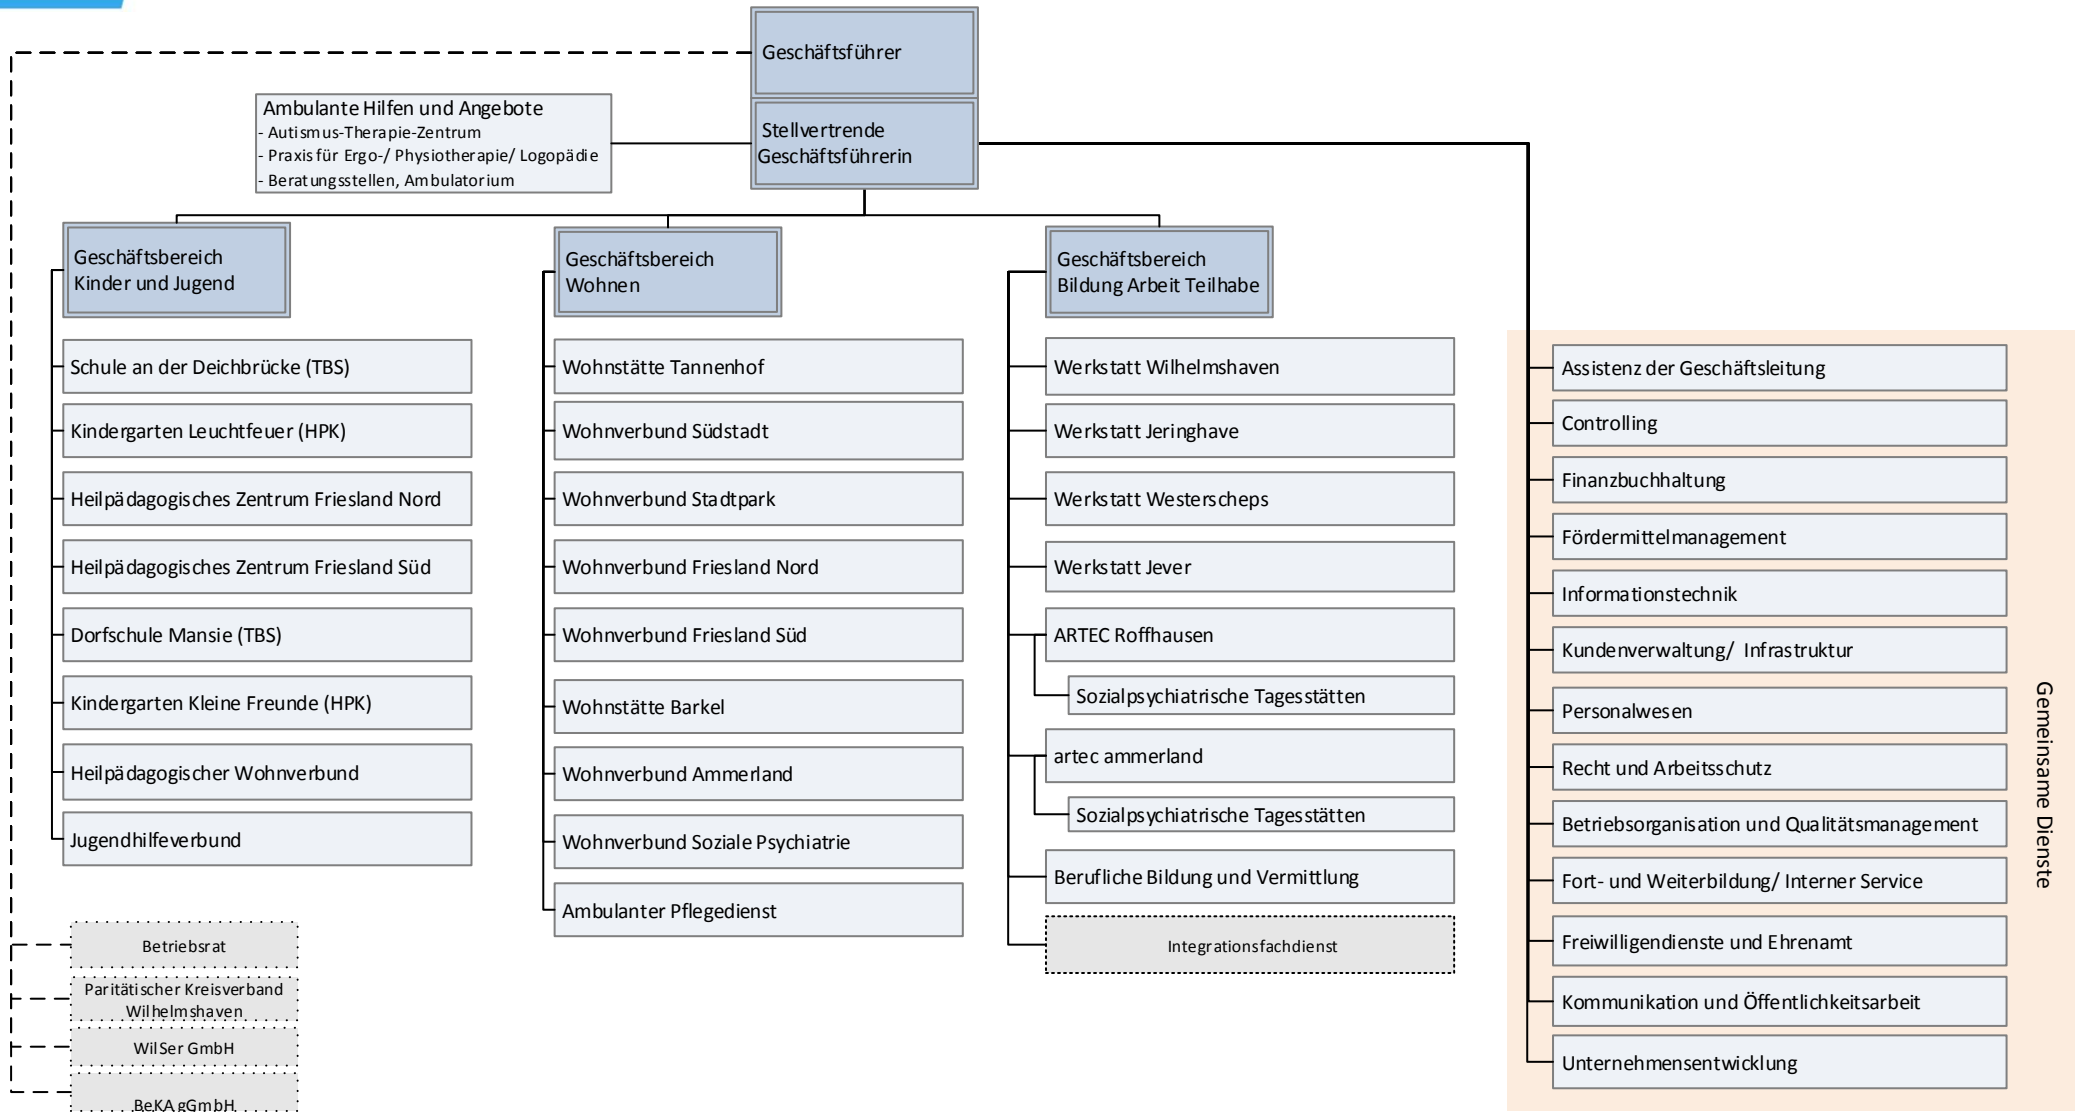 Geschäftsführer
Stellvertrende
Geschäftsführerin
Ambulante Hilfen und Angebote
- Autismus-Therapie-Zentrum
- Praxis für Ergo-/ Physiotherapie/ Logopädie
- Beratungsstellen, Ambulatorium
Geschäftsbereich
Kinder und Jugend
Schule an der Deichbrücke (TBS)
Kindergarten Leuchtfeuer (HPK)
Heilpädagogisches Zentrum Friesland Nord
Heilpädagogisches Zentrum Friesland Süd
Dorfschule Mansie (TBS)
Kindergarten Kleine Freunde (HPK)
Heilpädagogischer Wohnverbund
Jugendhilfeverbund
Betriebsrat
Paritätischer Kreisverband
Wilhelmshaven
WilSer GmbH
BeKA gGmbH
Geschäftsbereich
Wohnen
Wohnstätte Tannenhof
Wohnverbund Südstadt
Wohnverbund Stadtpark
Wohnverbund Friesland Nord
Wohnverbund Friesland Süd
Wohnstätte Barkel
Wohnverbund Ammerland
Wohnverbund Soziale Psychiatrie
Ambulanter Pflegedienst
Geschäftsbereich
Bildung Arbeit Teilhabe
Werkstatt Wilhelmshaven
Werkstatt Jeringhave
Werkstatt Westerscheps
Werkstatt Jever
ARTEC Roffhausen
Sozialpsychiatrische Tagesstätten
artec ammerland
Sozialpsychiatrische Tagesstätten
Berufliche Bildung und Vermittlung
Integrationsfachdienst
Assistenz der Geschäftsleitung
Controlling
Finanzbuchhaltung
Fördermittelmanagement
Informationstechnik
Kundenverwaltung/ Infrastruktur
Personalwesen
Recht und Arbeitsschutz
Betriebsorganisation und Qualitätsmanagement
Fort- und Weiterbildung/ Interner Service
Freiwilligendienste und Ehrenamt
Kommunikation und Öffentlichkeitsarbeit
Unternehmensentwicklung
Gemeinsame Dienste